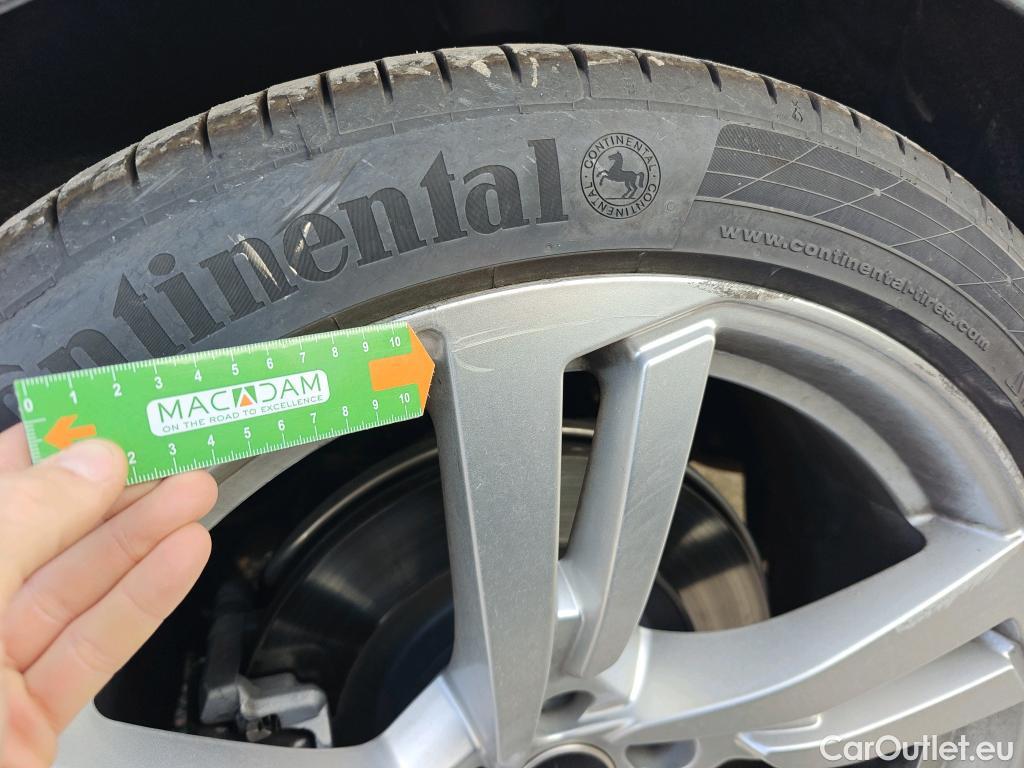 Continental
CONTINENTAL
CONTINENTAL
www.continental-tires.com
0 1 2 3 4 5 6 7 8 9 10
MACADAM
ON THE ROAD TO EXCELLENCE
2 3 4 5 6 7 8 9 10
CarOutlet.eu